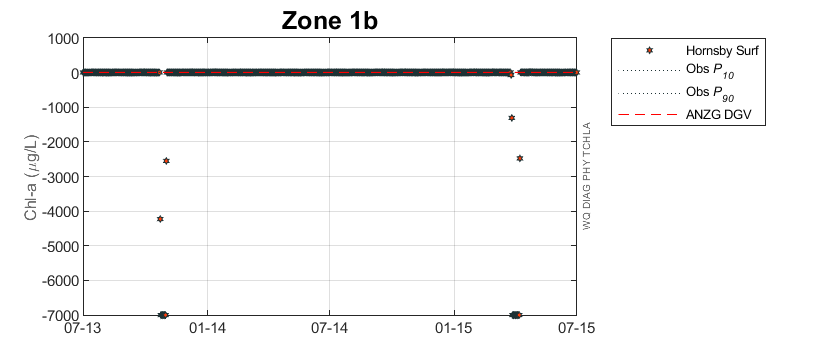 Zone 1b
1000
0
-1000
-2000
-3000
-4000
-5000
-6000
-7000
Chl-a (μg/L)
07-13
01-14
07-14
01-15
07-15
WQ DIAG PHY TCHLA
Hornsby Surf
Obs P10
Obs P90
ANZG DGV